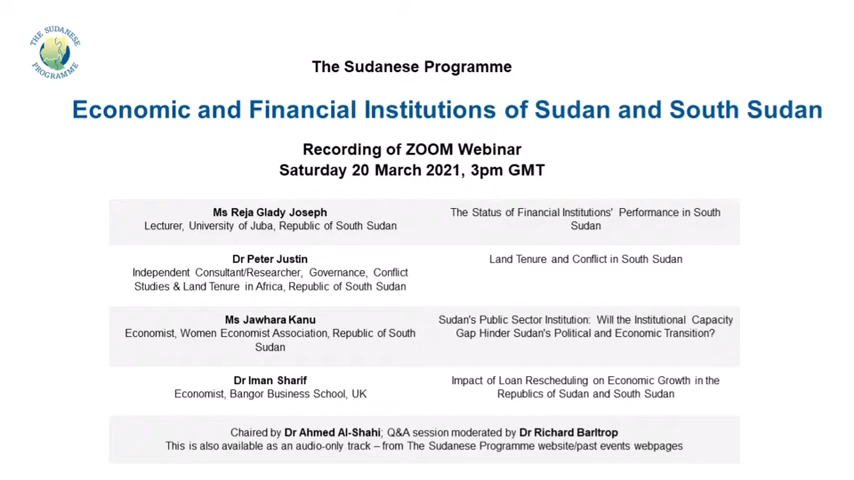 THE SUDANESE
PROGRAMME
The Sudanese Programme
Economic and Financial Institutions of Sudan and South Sudan
Recording of ZOOM Webinar
Saturday 20 March 2021, 3pm GMT
Ms Reja Glady Joseph
Lecturer, University of Juba, Republic of South Sudan
The Status of Financial Institutions' Performance in South
Sudan
Dr Peter Justin
Independent Consultant/Researcher, Governance, Conflict
Studies & Land Tenure in Africa, Republic of South Sudan
Land Tenure and Conflict in South Sudan
Ms Jawhara Kanu
Economist, Women Economist Association, Republic of South
Sudan
Sudan's Public Sector Institution: Will the Institutional Capacity
Gap Hinder Sudan's Political and Economic Transition?
Dr Iman Sharif
Economist, Bangor Business School, UK
Impact of Loan Rescheduling on Economic Growth in the
Republics of Sudan and South Sudan
Chaired by Dr Ahmed Al-Shahi; Q&A session moderated by Dr Richard Barltrop
This is also available as an audio-only track – from The Sudanese Programme website/past events webpages